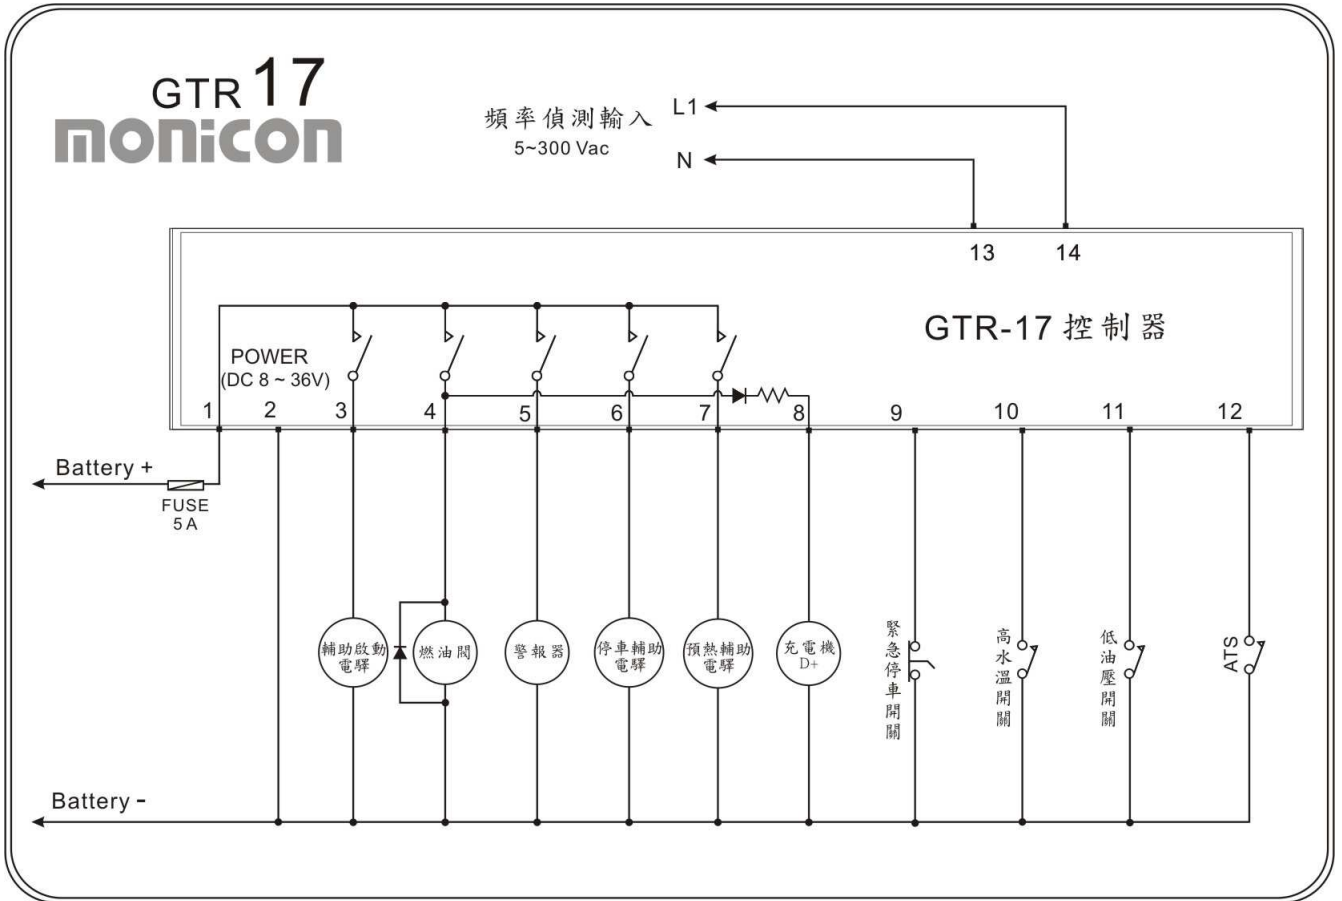 GTR 17
monicon
頻率偵測輸入
5~300 Vac
L1
N
13
14
GTR-17 控制器
POWER
(DC 8 ~ 36V)
1
2
3
4
5
6
7
8
9
10
11
12
Battery +
FUSE
5 A
輔助啟動
電驛
燃油閥
警報器
停車輔助
電驛
預熱輔助
電驛
充電機
D+
緊急停車開關
高水溫開關
低油壓開關
ATS
Battery -